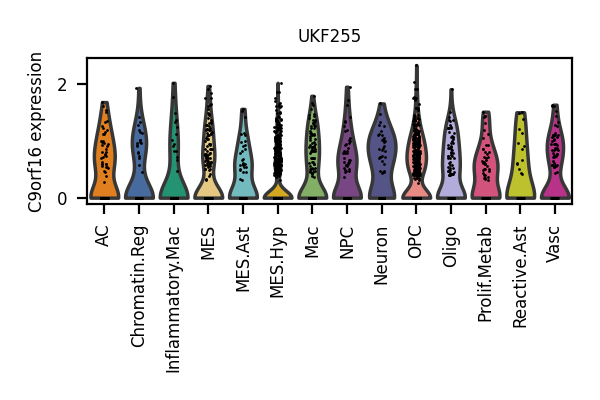 UKF255
C9orf16 expression
2
0
AC
Chromatin.Reg
Inflammatory.Mac
MES
MES.Ast
MES.Hyp
Mac
NPC
Neuron
OPC
Oligo
Prolif.Metab
Reactive.Ast
Vasc